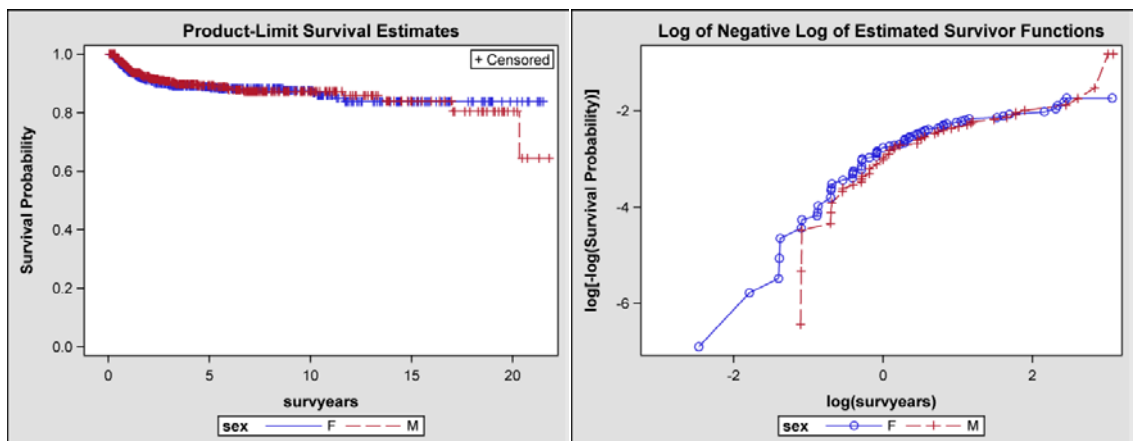 Product-Limit Survival Estimates
+ Censored
1.0
0.8
0.6
0.4
0.2
0.0
Survival Probability
0
5
10
15
20
survyears
sex F M
Log of Negative Log of Estimated Survivor Functions
-2
-4
-6
log[-log(Survival Probability)]
-2
0
2
log(survyears)
sex F M